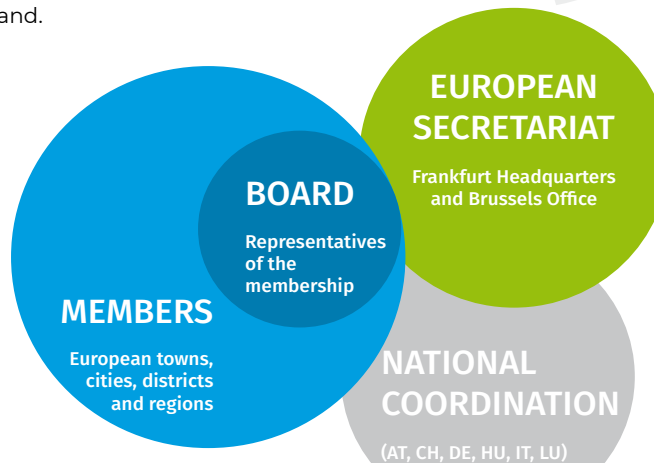 and.
EUROPEAN
SECRETARIAT
Frankfurt Headquarters
and Brussels Office
BOARD
Representatives
of the
membership
MEMBERS
European towns,
cities, districts
and regions
NATIONAL
COORDINATION
(AT, CH, DE, HU, IT, LU)